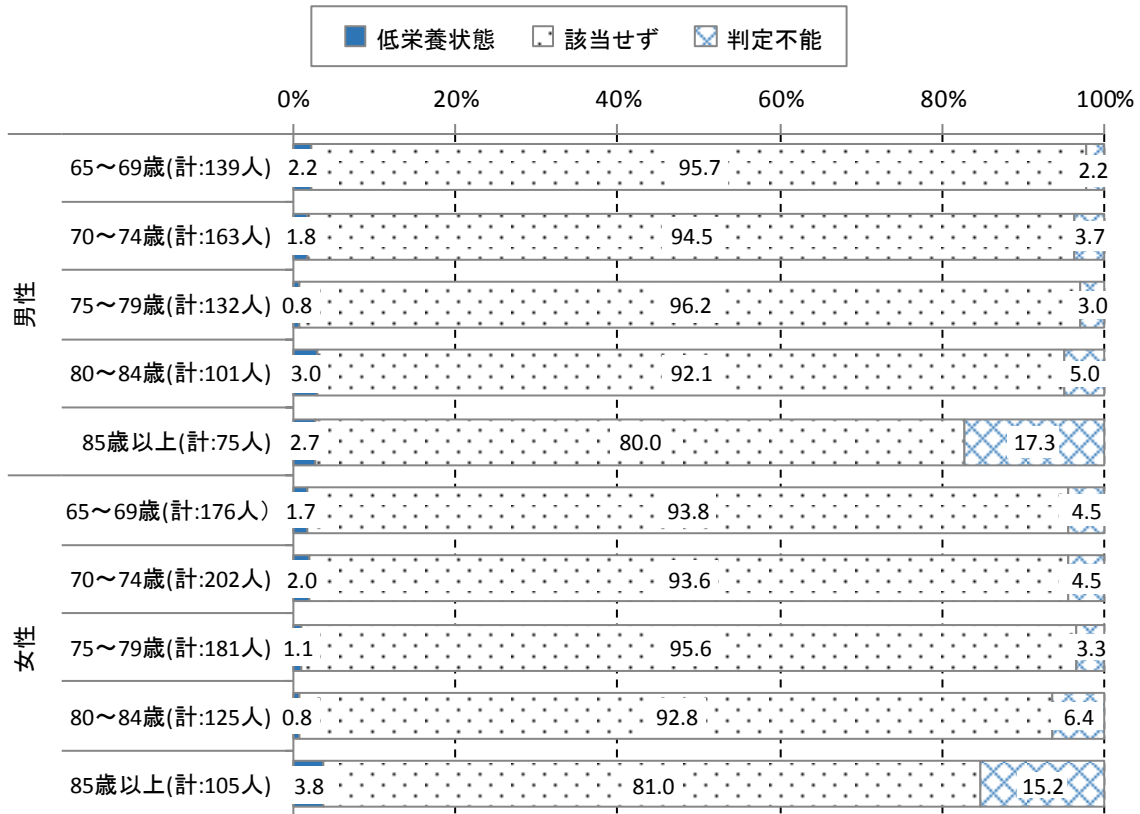 低栄養状態 該当せず 判定不能
0% 20% 40% 60% 80% 100%
男性
65～69歳(計:139人) 2.2 95.7 2.2
70～74歳(計:163人) 1.8 94.5 3.7
75～79歳(計:132人) 0.8 96.2 3.0
80～84歳(計:101人) 3.0 92.1 5.0
85歳以上(計:75人) 2.7 80.0 17.3
女性
65～69歳(計:176人） 1.7 93.8 4.5
70～74歳(計:202人) 2.0 93.6 4.5
75～79歳(計:181人) 1.1 95.6 3.3
80～84歳(計:125人) 0.8 92.8 6.4
85歳以上(計:105人) 3.8 81.0 15.2